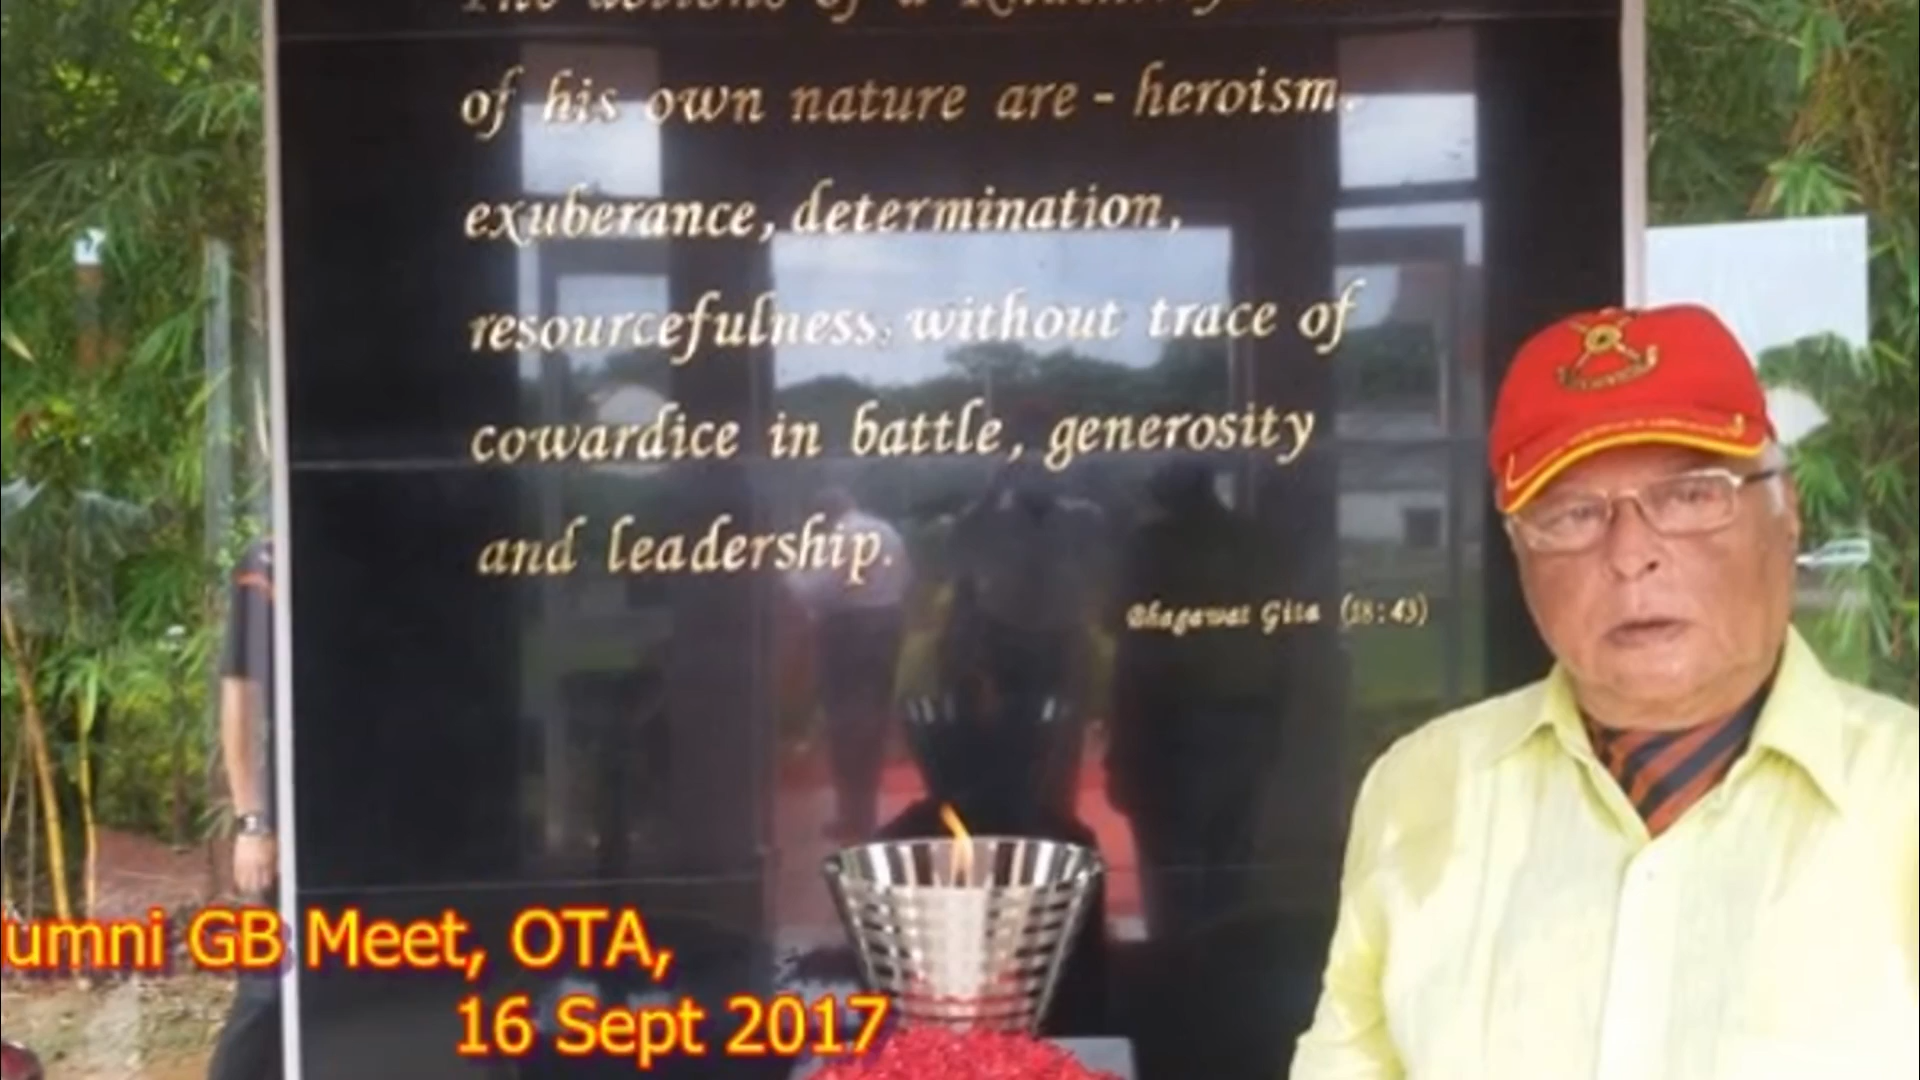 of his own nature are - heroism.
exuberance, determination,
resourcefulness, without trace of
cowardice in battle, generosity
and leadership.
Bhagawat Gita (18:43)
umni GB Meet, OTA,
16 Sept 2017